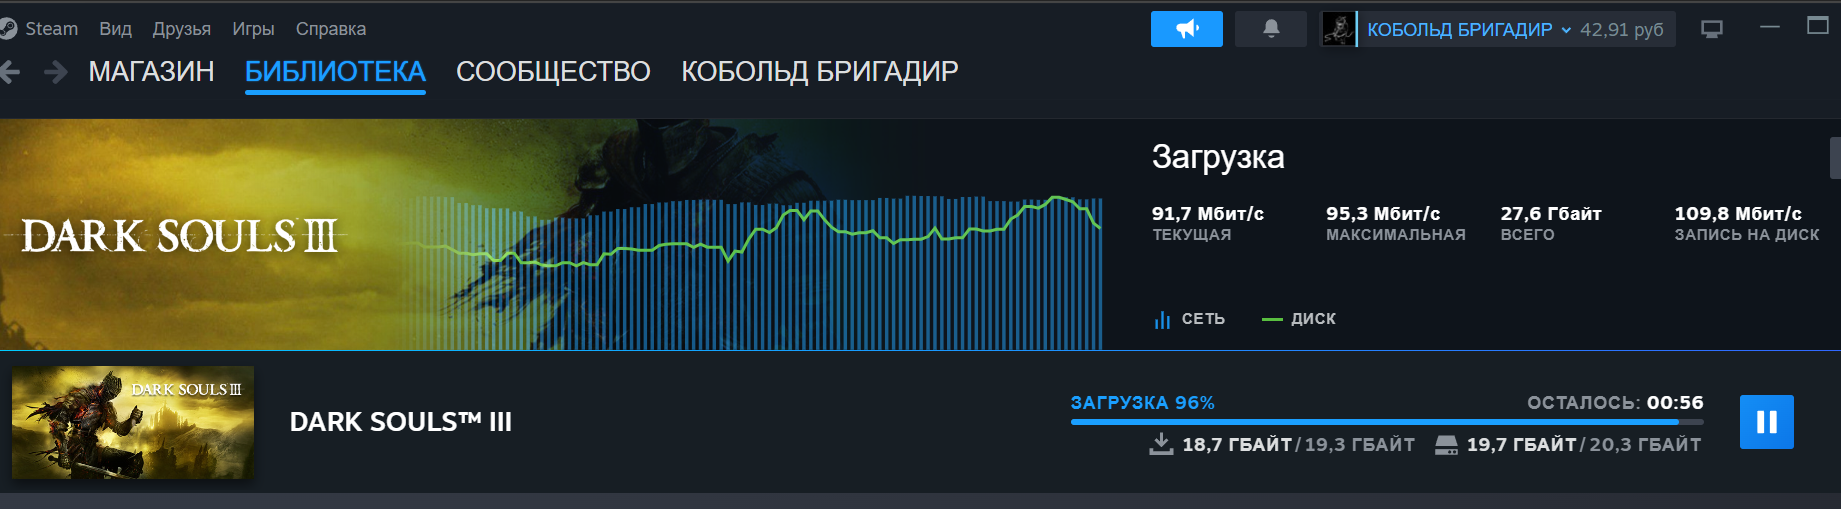 Steam Вид Друзья Игры Справка КОБОЛЬД БРИГАДИР 42,91 руб
МАГАЗИН БИБЛИОТЕКА СООБЩЕСТВО КОБОЛЬД БРИГАДИР
DARK SOULS III
Загрузка
91,7 Мбит/с 95,3 Мбит/с 27,6 Гбайт 109,8 Мбит/с
ТЕКУЩАЯ МАКСИМАЛЬНАЯ ВСЕГО ЗАПИСЬ НА ДИСК
СЕТЬ ДИСК
DARK SOULS III
DARK SOULS™ III
ЗАГРУЗКА 96% ОСТАЛОСЬ: 00:56
18,7 ГБАЙТ/19,3 ГБАЙТ 19,7 ГБАЙТ/20,3 ГБАЙТ